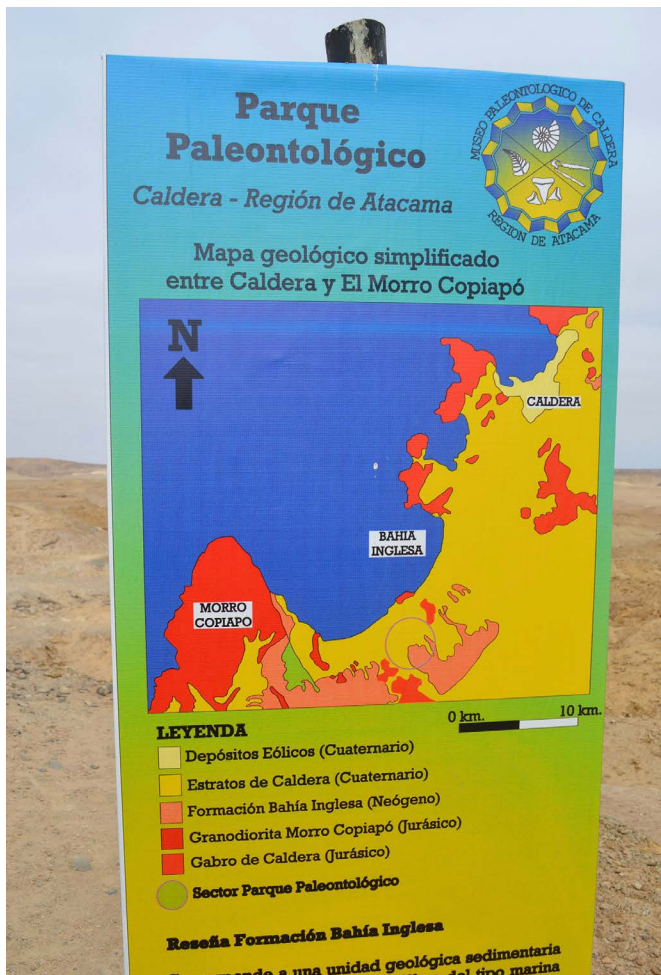 Parque
Paleontológico
MUSEO PALEONTOLOGICO DE CALDERA
REGION DE ATACAMA
Caldera - Región de Atacama
Mapa geológico simplificado
entre Caldera y El Morro Copiapó
N
CALDERA
BAHIA
INGLESA
MORRO
COPIAPO
0 km.
10 km.
LEYENDA
Depósitos Eólicos (Cuaternario)
Estratos de Caldera (Cuaternario)
Formación Bahía Inglesa (Neógeno)
Granodiorita Morro Copiapó (Jurásico)
Gabro de Caldera (Jurásico)
Sector Parque Paleontológico
Reseña Formación Bahía Inglesa
a una unidad geológica sedimentaria
del tipo marina